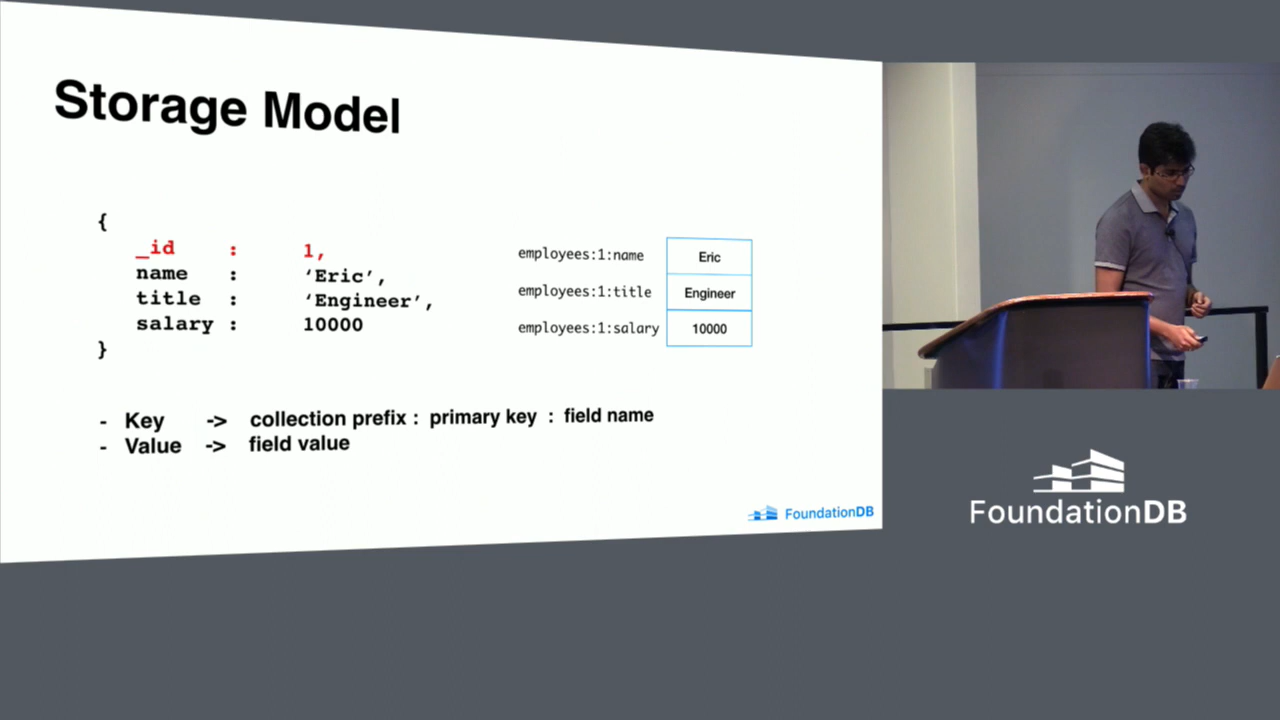 Storage Model
{
_id : 1,
name : ‘Eric’,
title : ‘Engineer’,
salary : 10000
}
employees:1:name Eric
employees:1:title Engineer
employees:1:salary 10000
- Key -> collection prefix : primary key : field name
- Value -> field value
FoundationDB
FoundationDB